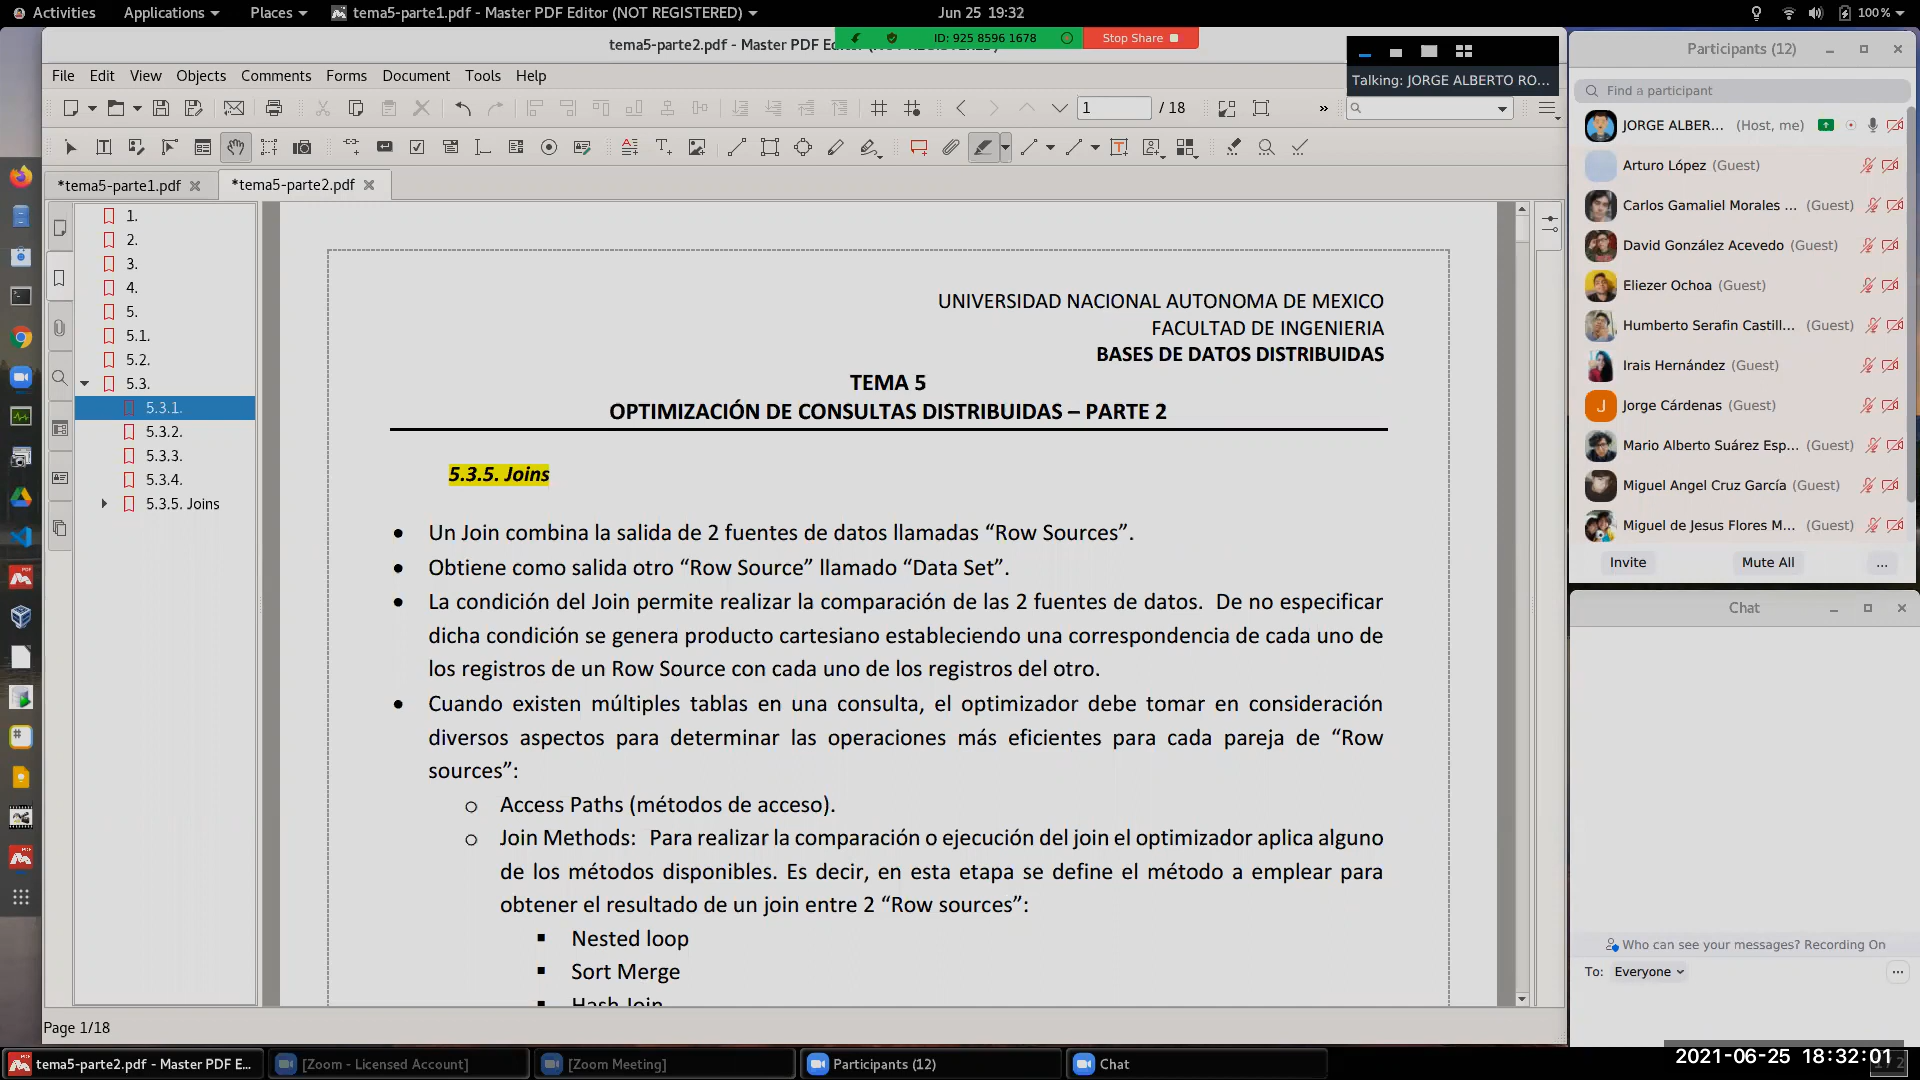 Activities Applications Places tema5-parte1.pdf - Master PDF Editor (NOT REGISTERED) Jun 25 19:32 100%
tema5-parte2.pdf - Master PDF
ID: 925 8596 1678 Stop Share
Talking: JORGE ALBERTO RO...
File Edit View Objects Comments Forms Document Tools Help
1 / 18
*tema5-parte1.pdf *tema5-parte2.pdf
1.
2.
3.
4.
5.
5.1.
5.2.
5.3.
5.3.1.
5.3.2.
5.3.3.
5.3.4.
5.3.5. Joins
UNIVERSIDAD NACIONAL AUTONOMA DE MEXICO
FACULTAD DE INGENIERIA
BASES DE DATOS DISTRIBUIDAS
TEMA 5
OPTIMIZACIÓN DE CONSULTAS DISTRIBUIDAS – PARTE 2
5.3.5. Joins
• Un Join combina la salida de 2 fuentes de datos llamadas “Row Sources”.
• Obtiene como salida otro “Row Source” llamado “Data Set”.
• La condición del Join permite realizar la comparación de las 2 fuentes de datos. De no especificar
dicha condición se genera producto cartesiano estableciendo una correspondencia de cada uno de
los registros de un Row Source con cada uno de los registros del otro.
• Cuando existen múltiples tablas en una consulta, el optimizador debe tomar en consideración
diversos aspectos para determinar las operaciones más eficientes para cada pareja de “Row
sources”:
o Access Paths (métodos de acceso).
o Join Methods: Para realizar la comparación o ejecución del join el optimizador aplica alguno
de los métodos disponibles. Es decir, en esta etapa se define el método a emplear para
obtener el resultado de un join entre 2 “Row sources”:
▪ Nested loop
▪ Sort Merge
▪ Hash Join
Page 1/18
Participants (12)
Find a participant
JORGE ALBER... (Host, me)
Arturo López (Guest)
Carlos Gamaliel Morales ... (Guest)
David González Acevedo (Guest)
Eliezer Ochoa (Guest)
Humberto Serafin Castill... (Guest)
Irais Hernández (Guest)
J Jorge Cárdenas (Guest)
Mario Alberto Suárez Esp... (Guest)
Miguel Angel Cruz García (Guest)
Miguel de Jesus Flores M... (Guest)
Invite Mute All ...
Chat
Who can see your messages? Recording On
To: Everyone
tema5-parte2.pdf - Master PDF E... [Zoom - Licensed Account] [Zoom Meeting] Participants (12) Chat
2021-06-25 18:32:01